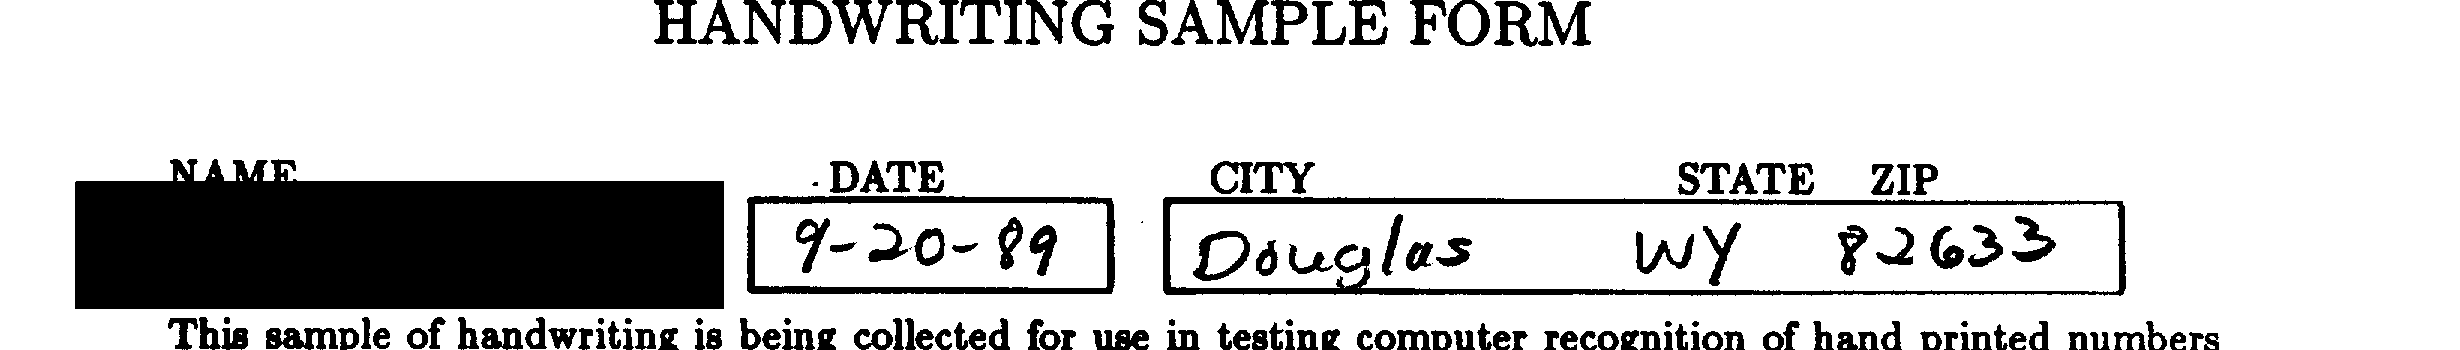 HANDWRITING SAMPLE FORM
NAME DATE CITY STATE ZIP
9-20-89 Douglas WY 82633
This sample of handwriting is being collected for use in testing computer recognition of hand printed numbers